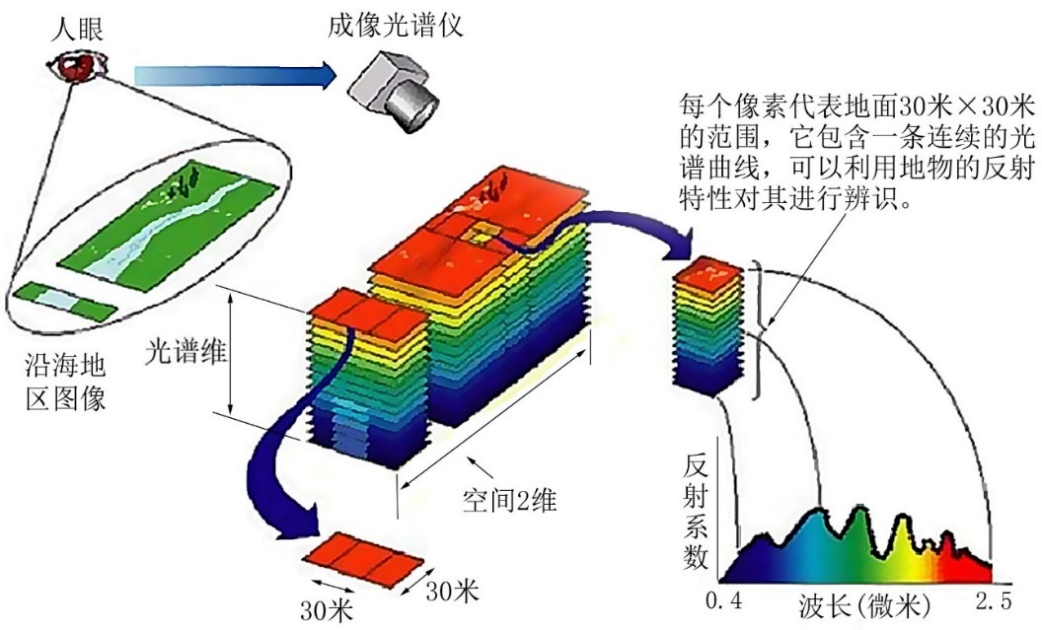 人眼
成像光谱仪
每个像素代表地面30米×30米
的范围，它包含一条连续的光
谱曲线，可以利用地物的反射
特性对其进行辨识。
沿海地
区图像
光谱维
空间2维
30米
30米
反射系数
0.4
波长(微米)
2.5